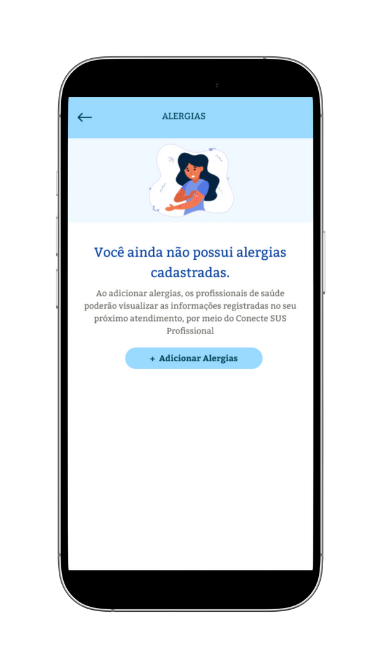 ALERGIAS
Você ainda não possui alergias
cadastradas.
Ao adicionar alergias, os profissionais de saúde
poderão visualizar as informações registradas no seu
próximo atendimento, por meio do Conecte SUS
Profissional
+ Adicionar Alergias